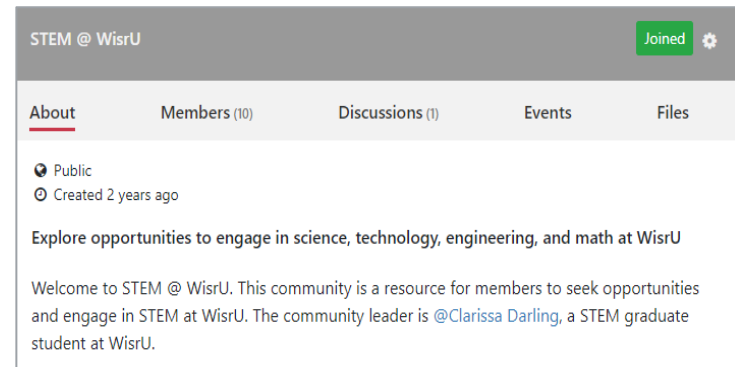 STEM @ WisrU
Joined
About Members (10) Discussions (1) Events Files
Public
Created 2 years ago
Explore opportunities to engage in science, technology, engineering, and math at WisrU
Welcome to STEM @ WisrU. This community is a resource for members to seek opportunities
and engage in STEM at WisrU. The community leader is @Clarissa Darling, a STEM graduate
student at WisrU.